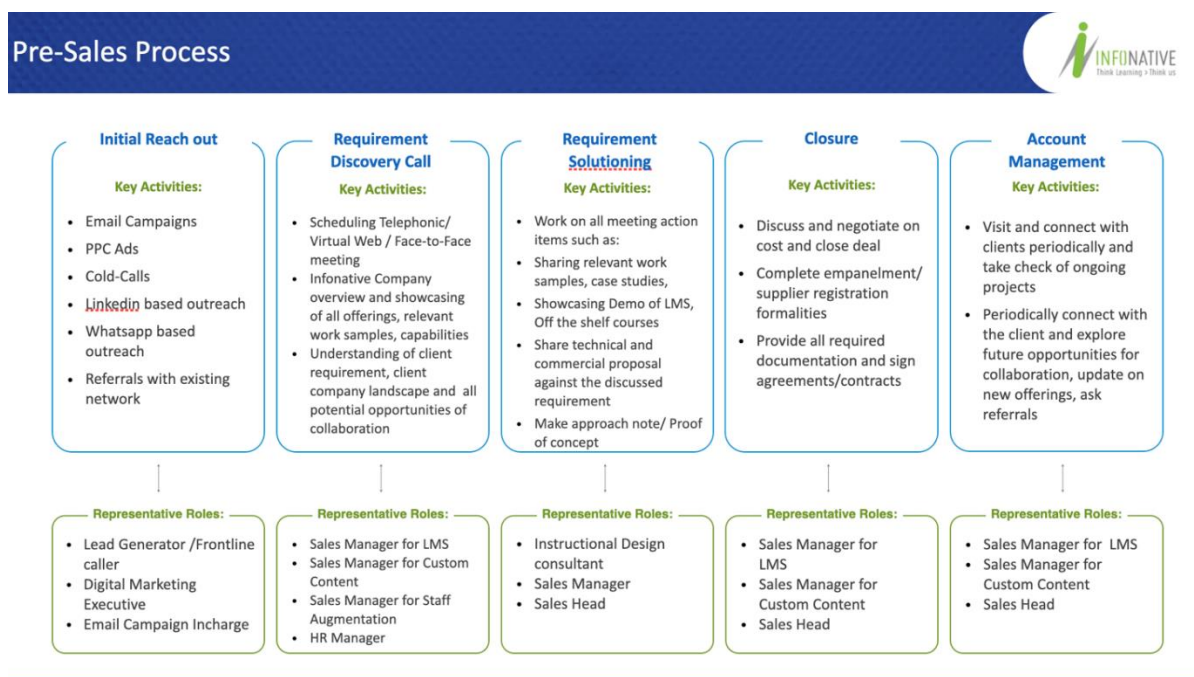 Pre-Sales Process
INFONATIVE
Think Learning > Think us
Initial Reach out
Key Activities:
• Email Campaigns
• PPC Ads
• Cold-Calls
• Linkedin based outreach
• Whatsapp based
outreach
• Referrals with existing
network
Requirement
Discovery Call
Key Activities:
• Scheduling Telephonic/
Virtual Web / Face-to-Face
meeting
• Infonative Company
overview and showcasing
of all offerings, relevant
work samples, capabilities
• Understanding of client
requirement, client
company landscape and all
potential opportunities of
collaboration
Requirement
Solutioning
Key Activities:
• Work on all meeting action
items such as:
• Sharing relevant work
samples, case studies,
• Showcasing Demo of LMS,
Off the shelf courses
• Share technical and
commercial proposal
against the discussed
requirement
• Make approach note/ Proof
of concept
Closure
Key Activities:
• Discuss and negotiate on
cost and close deal
• Complete empanelment/
supplier registration
formalities
• Provide all required
documentation and sign
agreements/contracts
Account
Management
Key Activities:
• Visit and connect with
clients periodically and
take check of ongoing
projects
• Periodically connect with
the client and explore
future opportunities for
collaboration, update on
new offerings, ask
referrals
Representative Roles:
• Lead Generator /Frontline
caller
• Digital Marketing
Executive
• Email Campaign Incharge
Representative Roles:
• Sales Manager for LMS
• Sales Manager for Custom
Content
• Sales Manager for Staff
Augmentation
• HR Manager
Representative Roles:
• Instructional Design
consultant
• Sales Manager
• Sales Head
Representative Roles:
• Sales Manager for
LMS
• Sales Manager for
Custom Content
• Sales Head
Representative Roles:
• Sales Manager for LMS
• Sales Manager for
Custom Content
• Sales Head